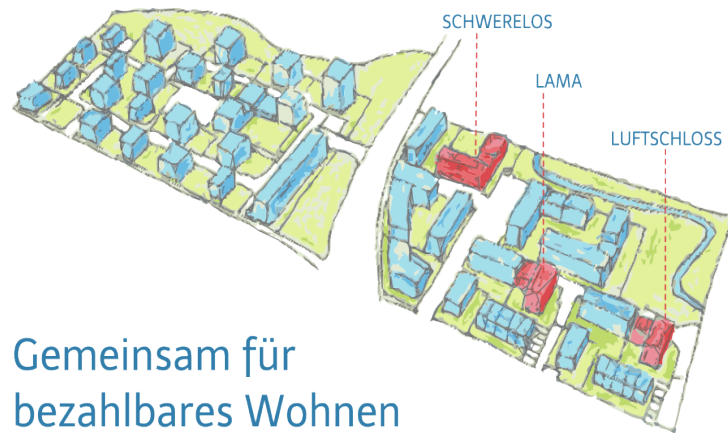 SCHWERELOS
LAMA
LUFTSCHLOSS
Gemeinsam für
bezahlbares Wohnen